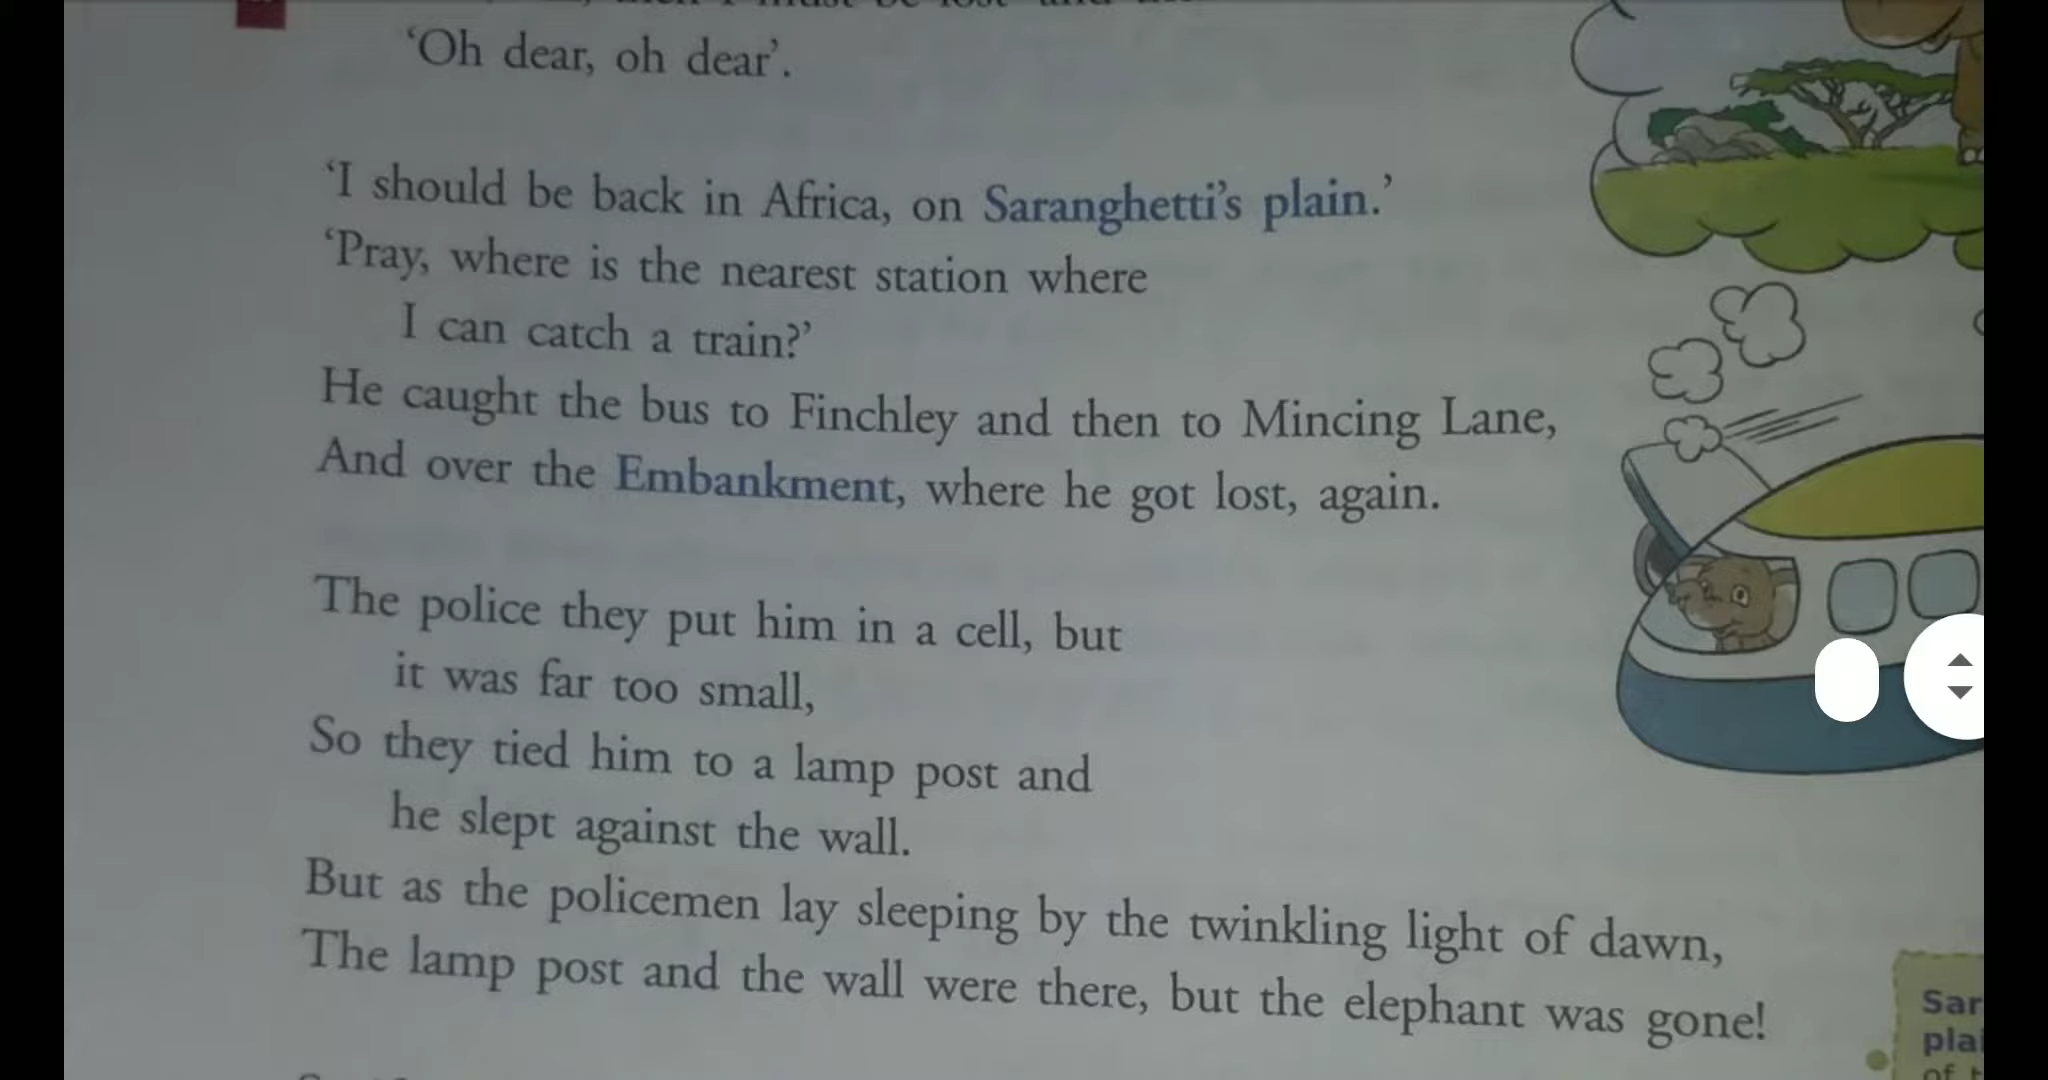 ‘Oh dear, oh dear’.
‘I should be back in Africa, on Saranghetti’s plain.’
‘Pray, where is the nearest station where
I can catch a train?’
He caught the bus to Finchley and then to Mincing Lane,
And over the Embankment, where he got lost, again.
The police they put him in a cell, but
it was far too small,
So they tied him to a lamp post and
he slept against the wall.
But as the policemen lay sleeping by the twinkling light of dawn,
The lamp post and the wall were there, but the elephant was gone!